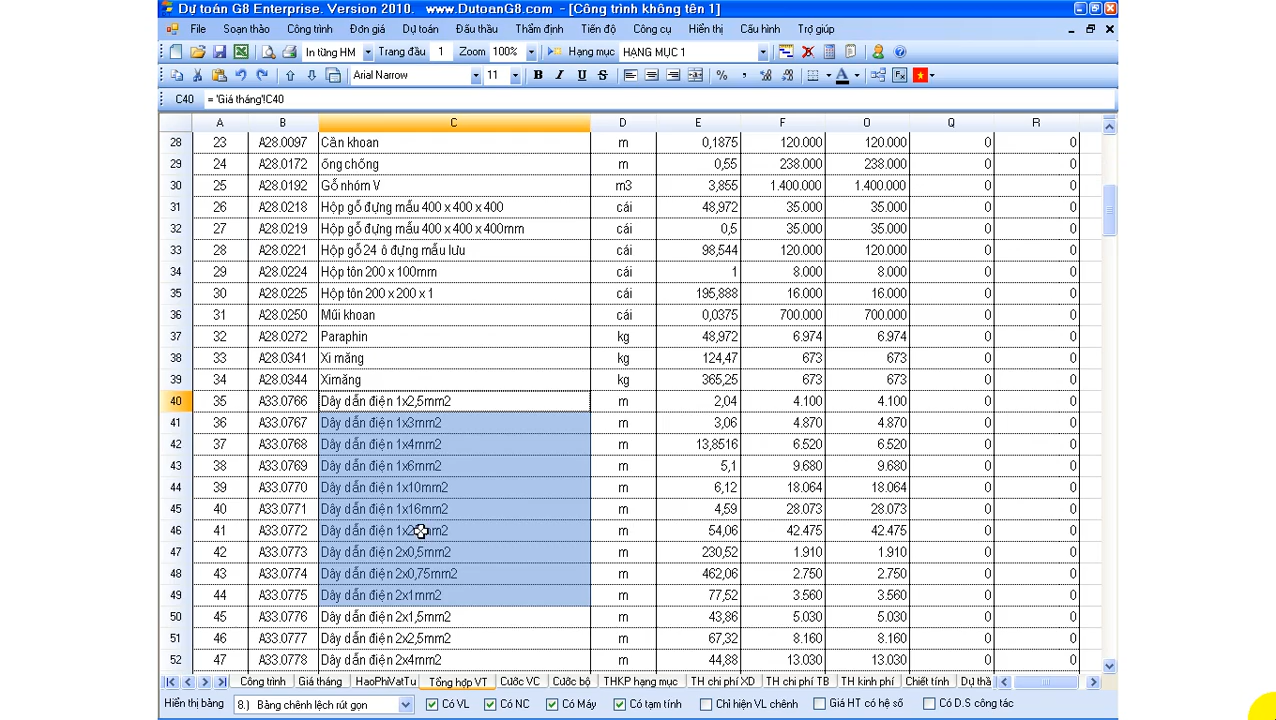 Dự toán G8 Enterprise. Version 2010. www.DutoanG8.com - [Công trình không tên 1]
File Soạn thảo Công trình Đơn giá Dự toán Đấu thầu Thẩm định Tiến độ Công cụ Hiển thị Cấu hình Trợ giúp
In từng HM Trang đầu 1 Zoom 100% Hạng mục HẠNG MỤC 1
Arial Narrow 11 B I U S % ,
C40 = 'Giá tháng'!C40
A B C D E F O Q R
28 23 A28.0097 Cần khoan m 0,1875 120.000 120.000 0 0
29 24 A28.0172 ống chống m 0,55 238.000 238.000 0 0
30 25 A28.0192 Gỗ nhóm V m3 3,855 1.400.000 1.400.000 0 0
31 26 A28.0218 Hộp gỗ đựng mẫu 400 x 400 x 400 cái 48,972 35.000 35.000 0 0
32 27 A28.0219 Hộp gỗ đựng mẫu 400 x 400 x 400mm cái 0,5 35.000 35.000 0 0
33 28 A28.0221 Hộp gỗ 24 ô đựng mẫu lưu cái 98,544 120.000 120.000 0 0
34 29 A28.0224 Hộp tôn 200 x 100mm cái 1 8.000 8.000 0 0
35 30 A28.0225 Hộp tôn 200 x 200 x 1 cái 195,888 16.000 16.000 0 0
36 31 A28.0250 Mũi khoan cái 0,0375 700.000 700.000 0 0
37 32 A28.0272 Paraphin kg 48,972 6.974 6.974 0 0
38 33 A28.0341 Xi măng kg 124,47 673 673 0 0
39 34 A28.0344 Ximăng kg 365,25 673 673 0 0
40 35 A33.0766 Dây dẫn điện 1x2,5mm2 m 2,04 4.100 4.100 0 0
41 36 A33.0767 Dây dẫn điện 1x3mm2 m 3,06 4.870 4.870 0 0
42 37 A33.0768 Dây dẫn điện 1x4mm2 m 13,8516 6.520 6.520 0 0
43 38 A33.0769 Dây dẫn điện 1x6mm2 m 5,1 9.680 9.680 0 0
44 39 A33.0770 Dây dẫn điện 1x10mm2 m 6,12 18.064 18.064 0 0
45 40 A33.0771 Dây dẫn điện 1x16mm2 m 4,59 28.073 28.073 0 0
46 41 A33.0772 Dây dẫn điện m 54,06 42.475 42.475 0 0
47 42 A33.0773 Dây dẫn điện 2x0,5mm2 m 230,52 1.910 1.910 0 0
48 43 A33.0774 Dây dẫn điện 2x0,75mm2 m 462,06 2.750 2.750 0 0
49 44 A33.0775 Dây dẫn điện 2x1mm2 m 77,52 3.560 3.560 0 0
50 45 A33.0776 Dây dẫn điện 2x1,5mm2 m 43,86 5.030 5.030 0 0
51 46 A33.0777 Dây dẫn điện 2x2,5mm2 m 67,32 8.160 8.160 0 0
52 47 A33.0778 Dây dẫn điện 2x4mm2 m 44,88 13.030 13.030 0 0
Công trình Giá tháng HaoPhiVatTu Tổng hợp VT Cước VC Cước bộ THKP hạng mục TH chi phí XD TH chi phí TB TH kinh phí Chiết tính Dự thầ
Hiển thị bảng 8.) Bảng chênh lệch rút gọn Có VL Có NC Có Máy Có tạm tính Chỉ hiện VL chênh Giá HT có hệ số Có D.S công tác